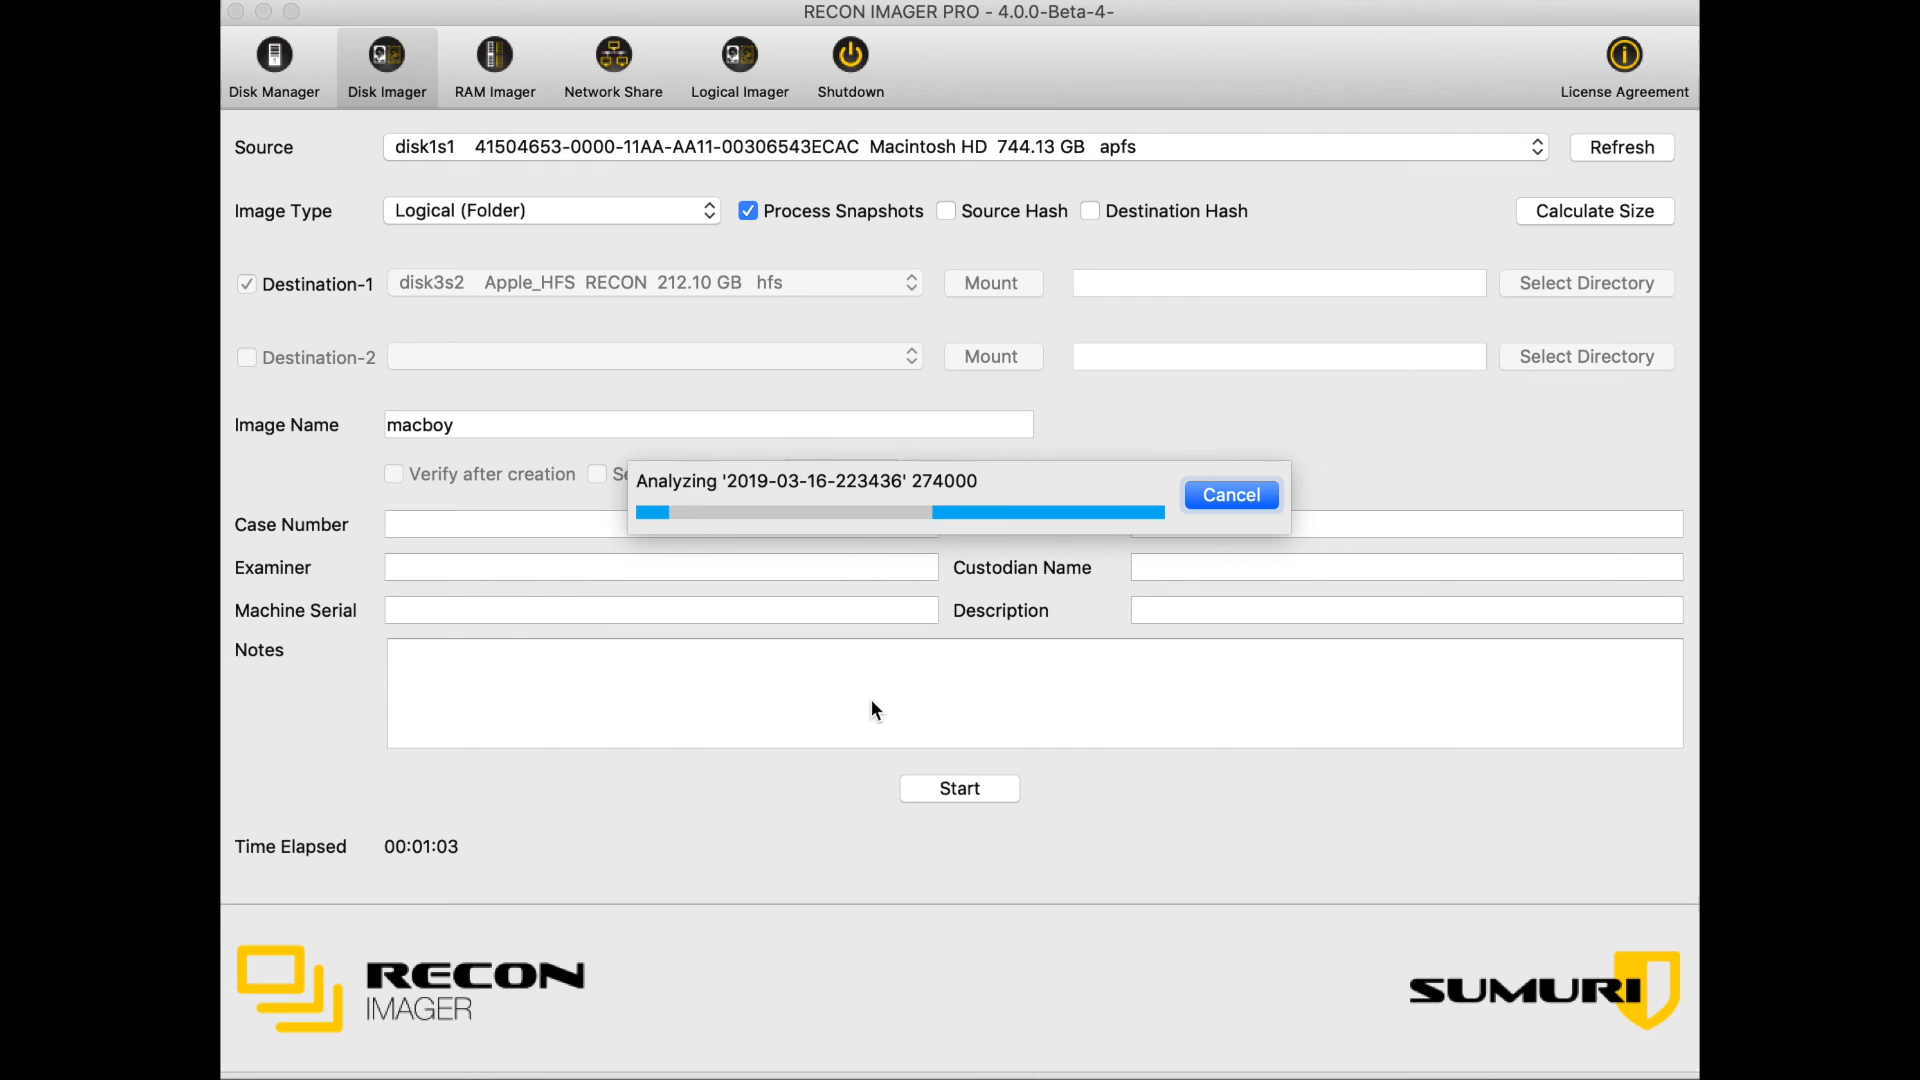 RECON IMAGER PRO - 4.0.0-Beta-4-
Disk Manager Disk Imager RAM Imager Network Share Logical Imager Shutdown License Agreement
Source disk1s1 41504653-0000-11AA-AA11-00306543ECAC Macintosh HD 744.13 GB apfs Refresh
Image Type Logical (Folder) Process Snapshots Source Hash Destination Hash Calculate Size
Destination-1 disk3s2 Apple_HFS RECON 212.10 GB hfs Mount Select Directory
Destination-2 Mount Select Directory
Image Name macboy
Verify after creation Se
Analyzing '2019-03-16-223436' 274000 Cancel
Case Number
Examiner Custodian Name
Machine Serial Description
Notes
Start
Time Elapsed 00:01:03
RECON
IMAGER
SUMURI